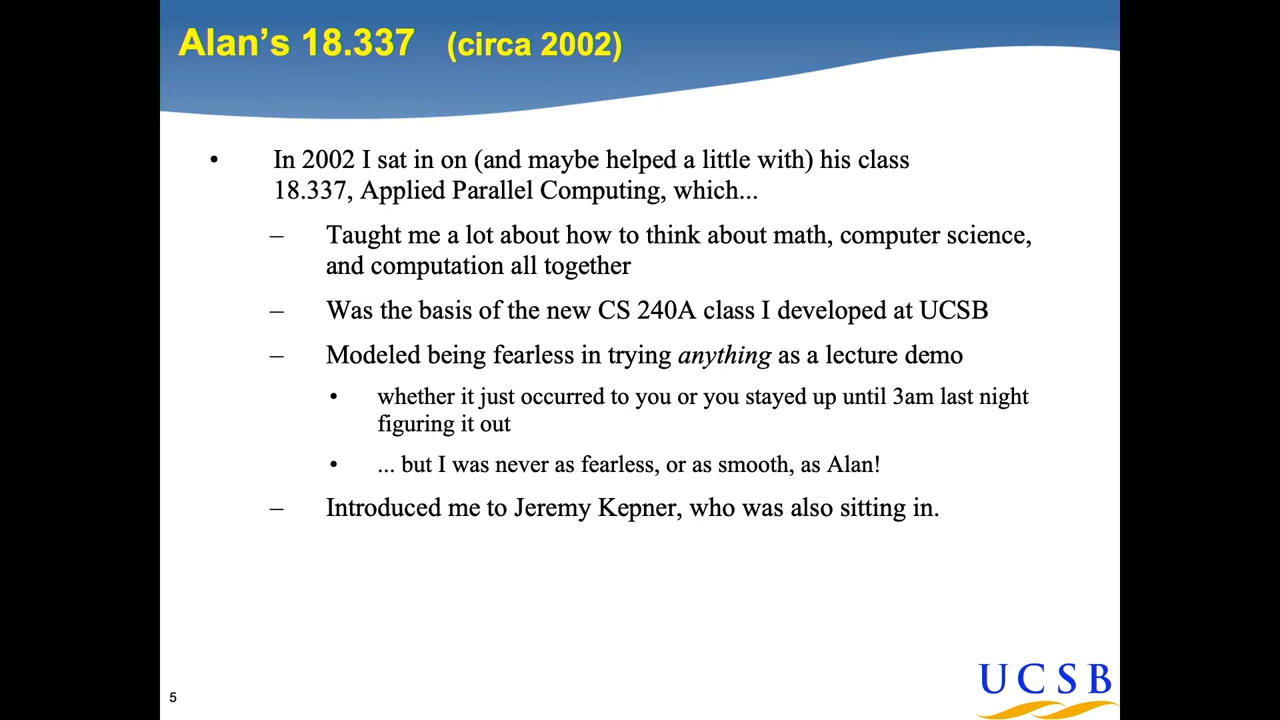 Alan's 18.337 (circa 2002)
• In 2002 I sat in on (and maybe helped a little with) his class
18.337, Applied Parallel Computing, which...
– Taught me a lot about how to think about math, computer science,
and computation all together
– Was the basis of the new CS 240A class I developed at UCSB
– Modeled being fearless in trying anything as a lecture demo
• whether it just occurred to you or you stayed up until 3am last night
figuring it out
• ... but I was never as fearless, or as smooth, as Alan!
– Introduced me to Jeremy Kepner, who was also sitting in.
5
UCSB